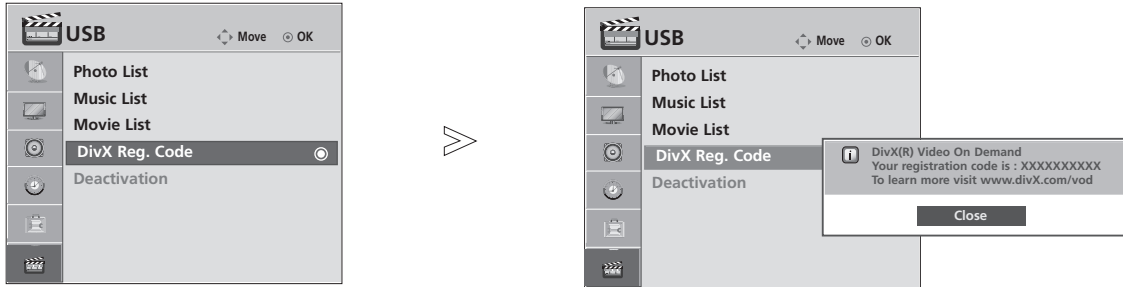 USB
Move OK
Photo List
Music List
Movie List
DivX Reg. Code
Deactivation
>
USB
Move OK
Photo List
Music List
Movie List
DivX Reg. Code
Deactivation
i
DivX(R) Video On Demand
Your registration code is : XXXXXXXXXX
To learn more visit www.divX.com/vod
Close